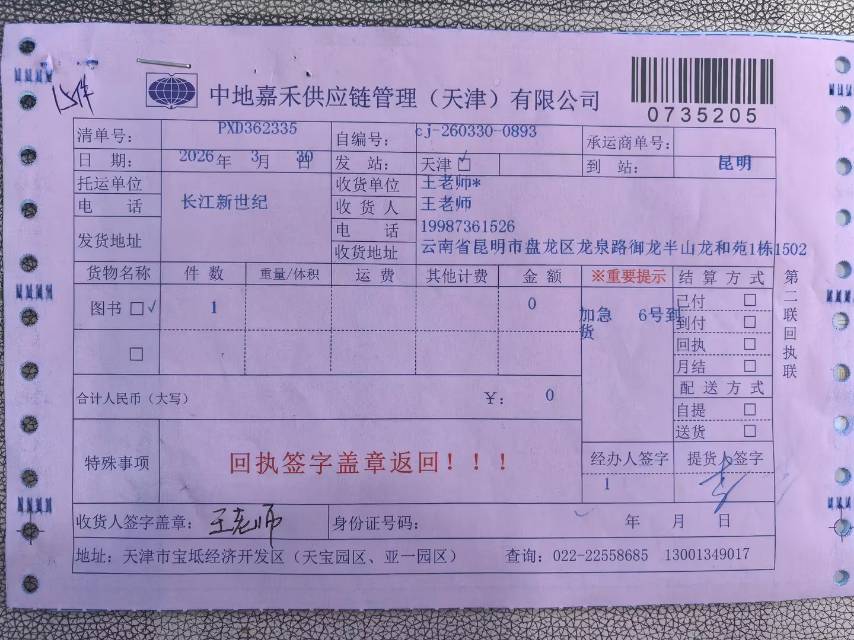 中地嘉禾供应链管理（天津）有限公司
0735205
清单号： PXD362335 自编号： cj-260330-0893 承运商单号：
日 期： 2026 年 3 月 30 日 发 站： 天津 □ 到 站： 昆明
托运单位 长江新世纪 收货单位 王老师*
电 话 收 货 人 王老师
发货地址 电 话 19987361526
收货地址 云南省昆明市盘龙区龙泉路御龙半山龙和苑1栋1502
货物名称 件 数 重量/体积 运 费 其他计费 金 额 ※重要提示 结 算 方 式
图书 □ √ 1 0 加急 6号到货 已付 □
到付 □
回执 □
□ 月结 □
配 送 方 式
合计人民币（大写） ￥： 0 自提 □
送货 □
特殊事项 回执签字盖章返回！！！ 经办人签字 提货人签字
1
收货人签字盖章： 王老师 身份证号码： 年 月 日
地址：天津市宝坻经济开发区（天宝园区、亚一园区） 查询：022-22558685 13001349017
第二联回执联